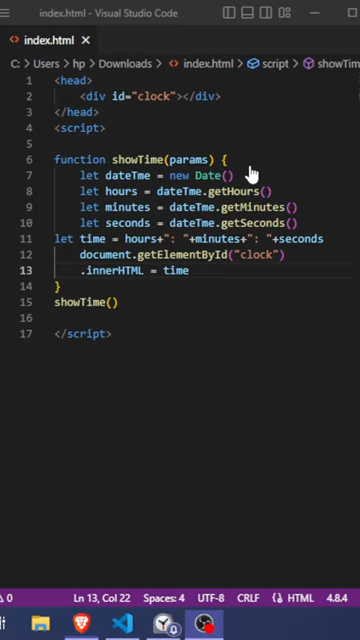 index.html - Visual Studio Code
index.html
C: > Users > hp > Downloads > index.html > script > showTim
1 <head>
2 <div id="clock"></div>
3 </head>
4 <script>
5
6 function showTime(params) {
7 let dateTme = new Date()
8 let hours = dateTme.getHours()
9 let minutes = dateTme.getMinutes()
10 let seconds = dateTme.getSeconds()
11 let time = hours+": "+minutes+": "+seconds
12 document.getElementById("clock")
13 .innerHTML = time
14 }
15 showTime()
16
17 </script>
0 Ln 13, Col 22 Spaces: 4 UTF-8 CRLF HTML 4.8.4